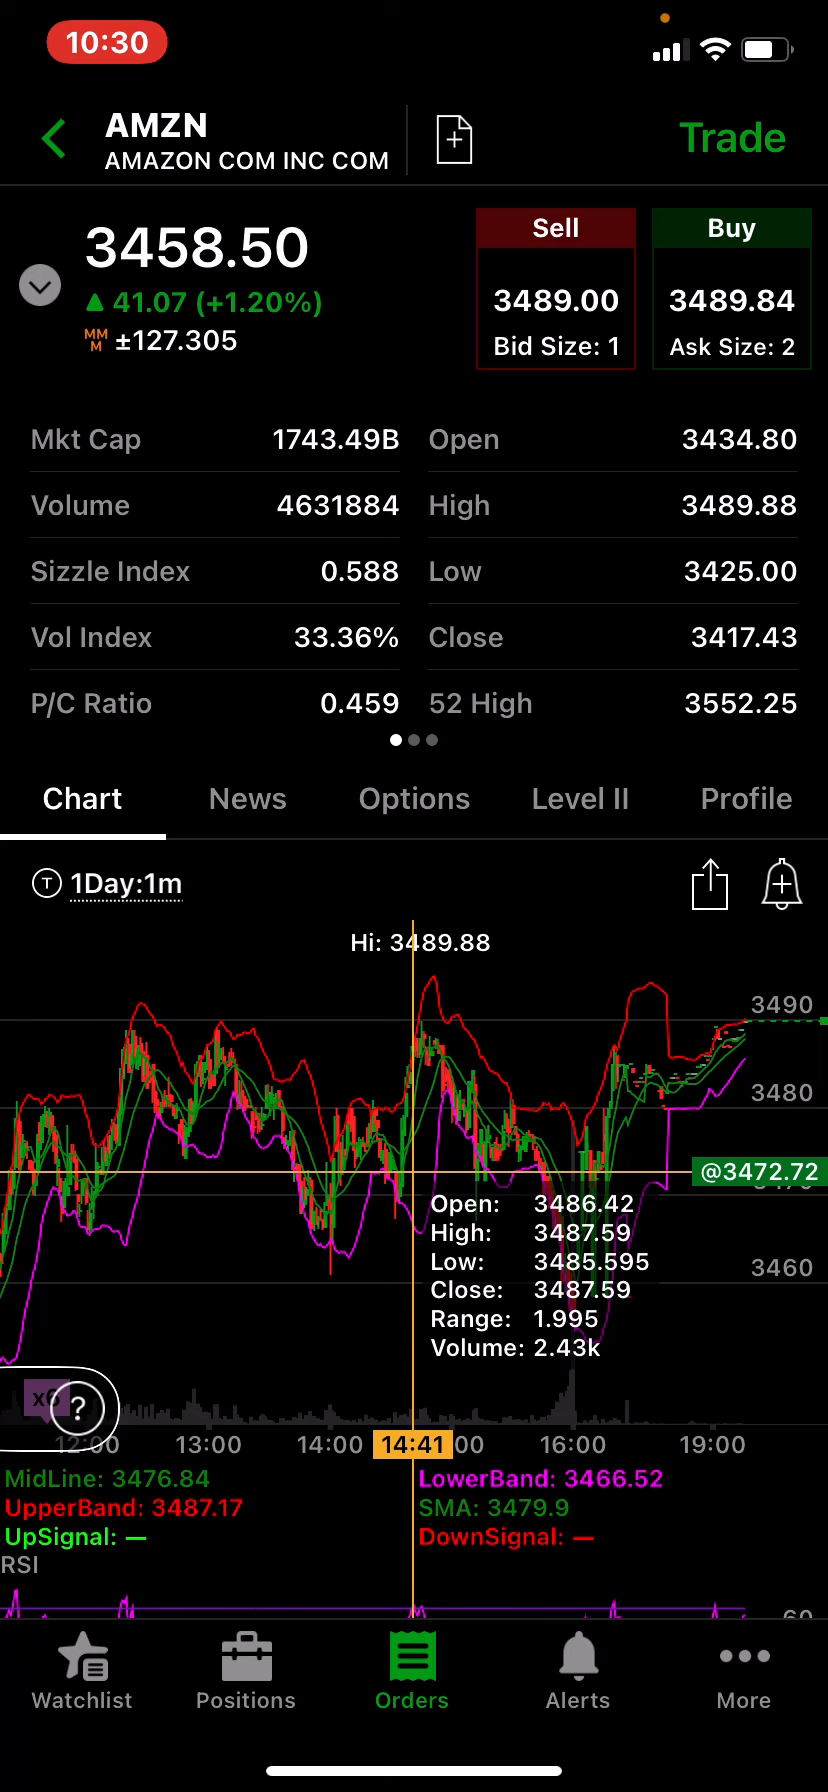 10:30
AMZN
AMAZON COM INC COM
Trade
3458.50
41.07 (+1.20%)
MM M ±127.305
Sell
3489.00
Bid Size: 1
Buy
3489.84
Ask Size: 2
Mkt Cap 1743.49B Open 3434.80
Volume 4631884 High 3489.88
Sizzle Index 0.588 Low 3425.00
Vol Index 33.36% Close 3417.43
P/C Ratio 0.459 52 High 3552.25
Chart News Options Level II Profile
T 1Day:1m
Hi: 3489.88
3490
3480
@3472.72
Open: 3486.42
High: 3487.59
Low: 3485.595
3460
Close: 3487.59
Range: 1.995
Volume: 2.43k
x6 ?
12:00 13:00 14:00 14:41 00 16:00 19:00
MidLine: 3476.84 LowerBand: 3466.52
UpperBand: 3487.17 SMA: 3479.9
UpSignal: — DownSignal: —
RSI
Watchlist Positions Orders Alerts More